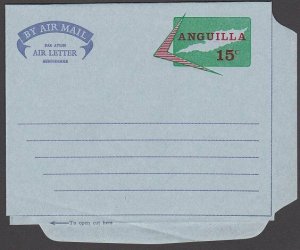 BY AIR MAIL
PAR AVION
AIR LETTER
AEROGRAMME
ANGUILLA
15c
To open cut here